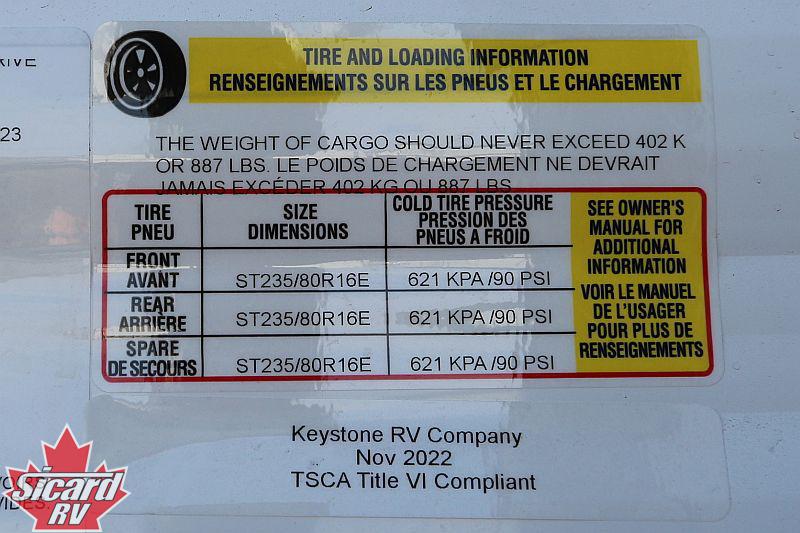 23
TIRE AND LOADING INFORMATION
RENSEIGNEMENTS SUR LES PNEUS ET LE CHARGEMENT
THE WEIGHT OF CARGO SHOULD NEVER EXCEED 402 K
OR 887 LBS. LE POIDS DE CHARGEMENT NE DEVRAIT
JAMAIS EXCÉDER 402 KG OU 887 LBS
TIRE
PNEU
SIZE
DIMENSIONS
COLD TIRE PRESSURE
PRESSION DES
PNEUS A FROID
SEE OWNER'S
MANUAL FOR
ADDITIONAL
INFORMATION
VOIR LE MANUEL
DE L'USAGER
POUR PLUS DE
RENSEIGNEMENTS
FRONT
AVANT
ST235/80R16E
621 KPA /90 PSI
REAR
ARRIÈRE
ST235/80R16E
621 KPA /90 PSI
SPARE
DE SECOURS
ST235/80R16E
621 KPA /90 PSI
Keystone RV Company
Nov 2022
TSCA Title VI Compliant
Sicard
RV